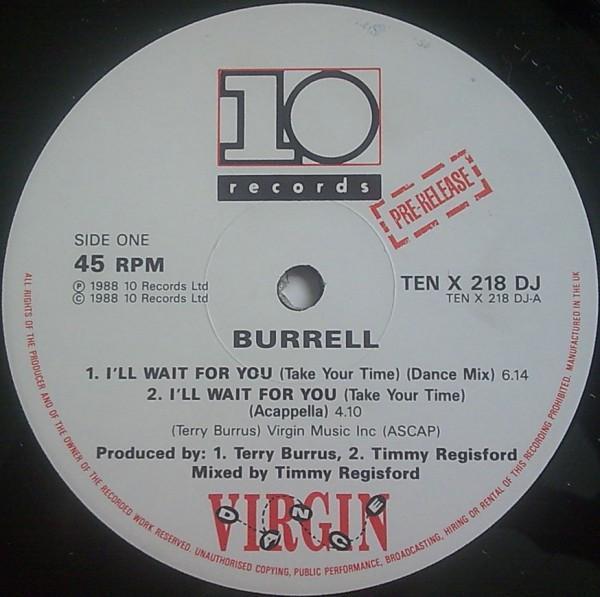 10
records
PRE-RELEASE
SIDE ONE
45 RPM
℗ 1988 10 Records Ltd
© 1988 10 Records Ltd
TEN X 218 DJ
TEN X 218 DJ-A
BURRELL
1. I'LL WAIT FOR YOU (Take Your Time) (Dance Mix) 6.14
2. I'LL WAIT FOR YOU (Take Your Time)
(Acappella) 4.10
(Terry Burrus) Virgin Music Inc (ASCAP)
Produced by: 1. Terry Burrus, 2. Timmy Regisford
Mixed by Timmy Regisford
VIRGIN
DANCE
ALL RIGHTS OF THE PRODUCER AND OF THE OWNER OF THE RECORDED WORK RESERVED. UNAUTHORISED COPYING, PUBLIC PERFORMANCE, BROADCASTING, HIRING OR RENTAL OF THIS RECORDING PROHIBITED. MANUFACTURED IN THE UK